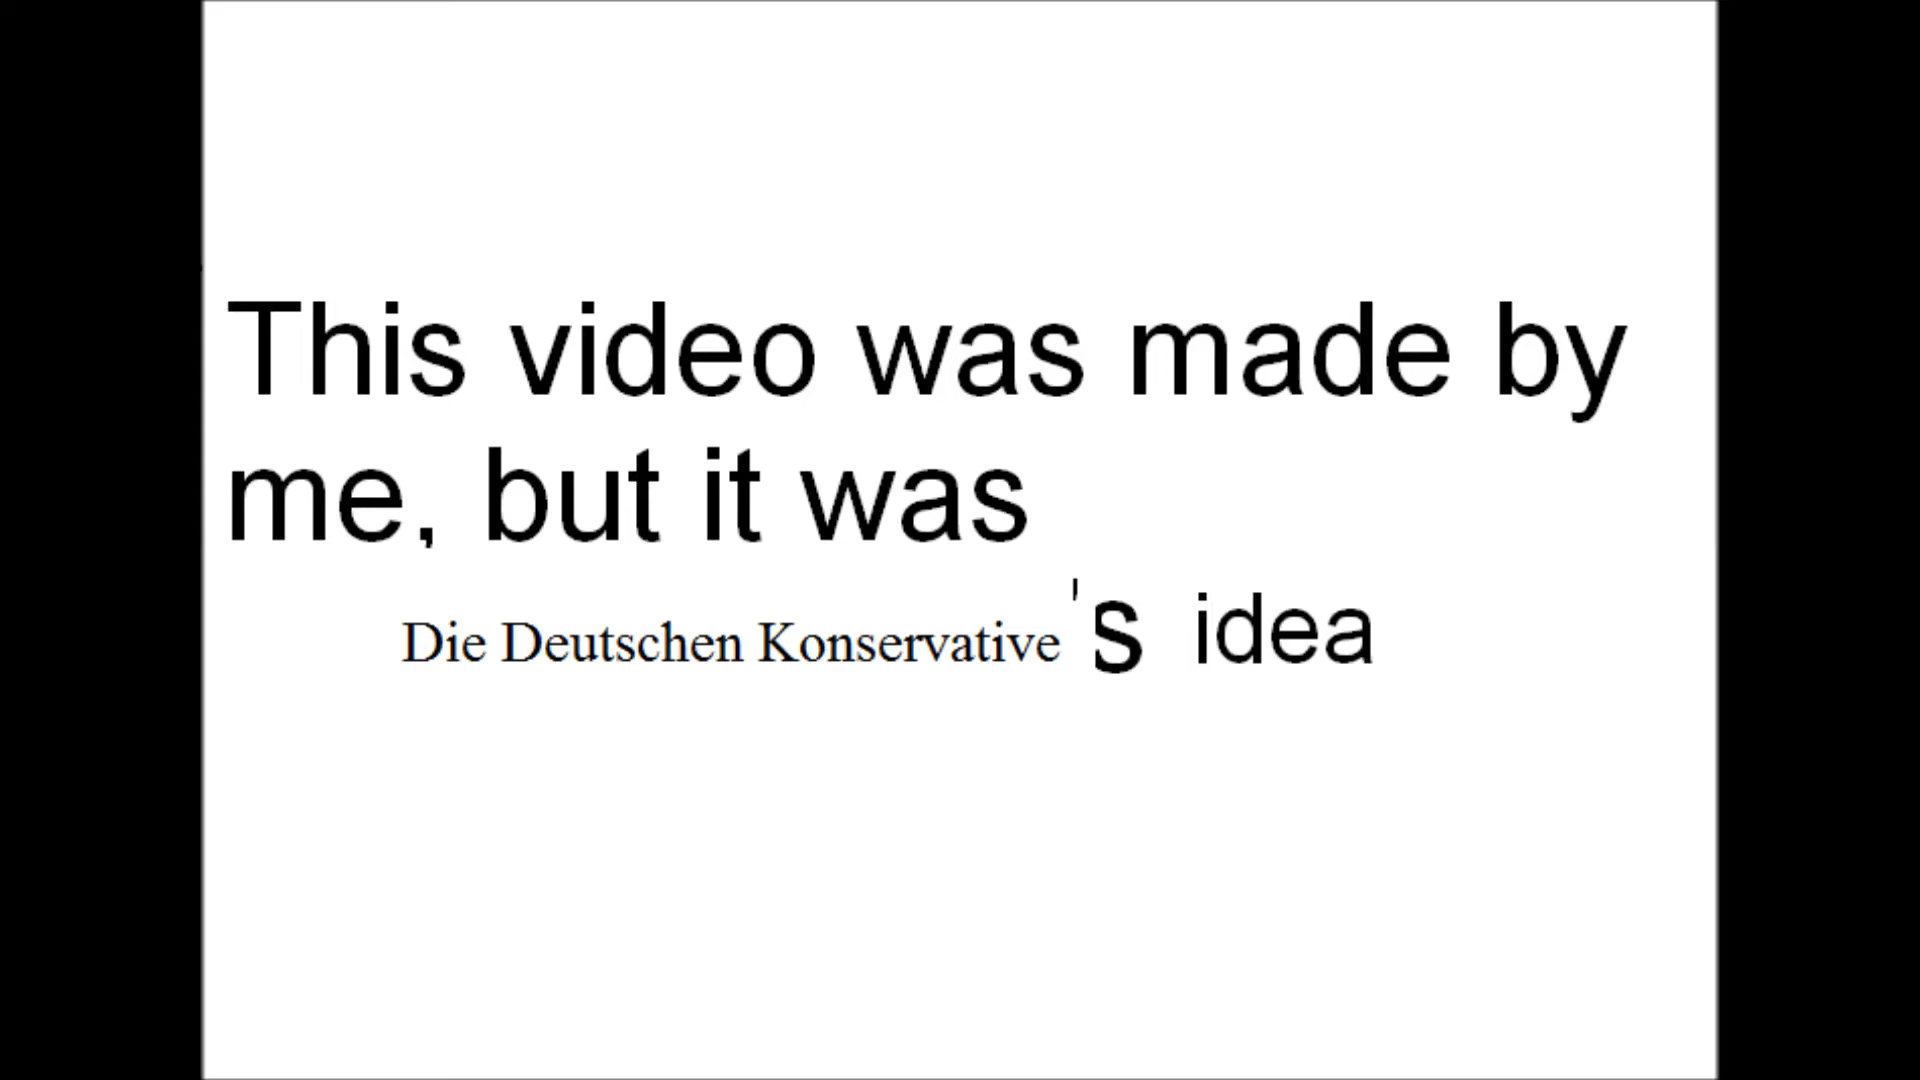 This video was made by
me, but it was
Die Deutschen Konservative's idea